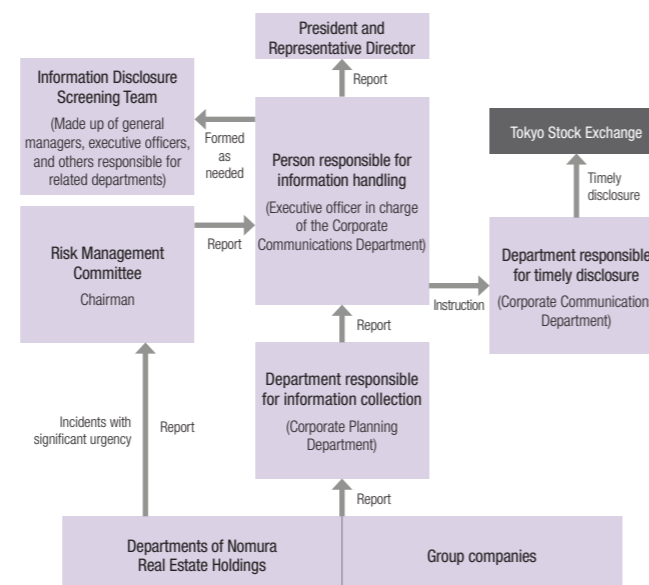 President and
Representative Director
Report
Information Disclosure
Screening Team
(Made up of general
managers, executive officers,
and others responsible for
related departments)
Formed
as
needed
Person responsible for
information handling
(Executive officer in charge
of the Corporate
Communications Department)
Tokyo Stock Exchange
Timely
disclosure
Risk Management
Committee
Chairman
Report
Department responsible
for timely disclosure
(Corporate Communication
Department)
Instruction
Report
Department responsible
for information collection
(Corporate Planning
Department)
Incidents with
significant urgency
Report
Report
Departments of Nomura
Real Estate Holdings
Group companies